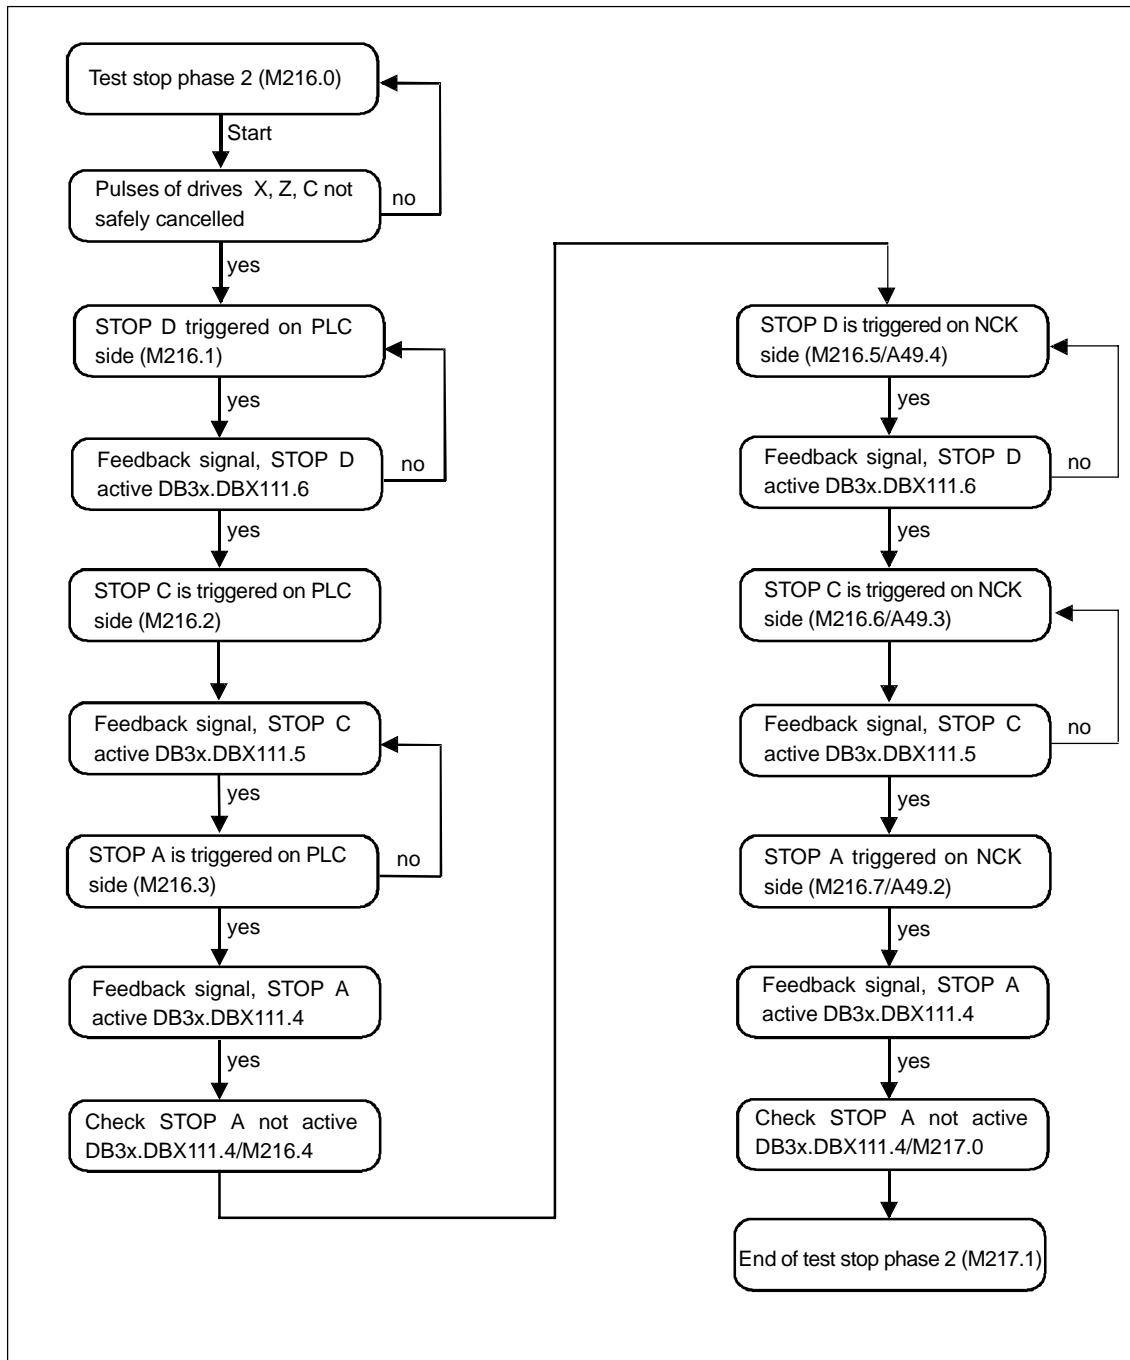 Test stop phase 2 (M216.0)
Start
Pulses of drives X, Z, C not
safely cancelled
no
yes
STOP D triggered on PLC
side (M216.1)
yes
Feedback signal, STOP D
active DB3x.DBX111.6
no
yes
STOP C is triggered on PLC
side (M216.2)
Feedback signal, STOP C
active DB3x.DBX111.5
yes
STOP A is triggered on PLC
side (M216.3)
no
yes
Feedback signal, STOP A
active DB3x.DBX111.4
yes
Check STOP A not active
DB3x.DBX111.4/M216.4
STOP D is triggered on NCK
side (M216.5/A49.4)
yes
Feedback signal, STOP D
active DB3x.DBX111.6
no
yes
STOP C is triggered on NCK
side (M216.6/A49.3)
Feedback signal, STOP C
active DB3x.DBX111.5
no
yes
STOP A triggered on NCK
side (M216.7/A49.2)
yes
Feedback signal, STOP A
active DB3x.DBX111.4
yes
Check STOP A not active
DB3x.DBX111.4/M217.0
End of test stop phase 2 (M217.1)